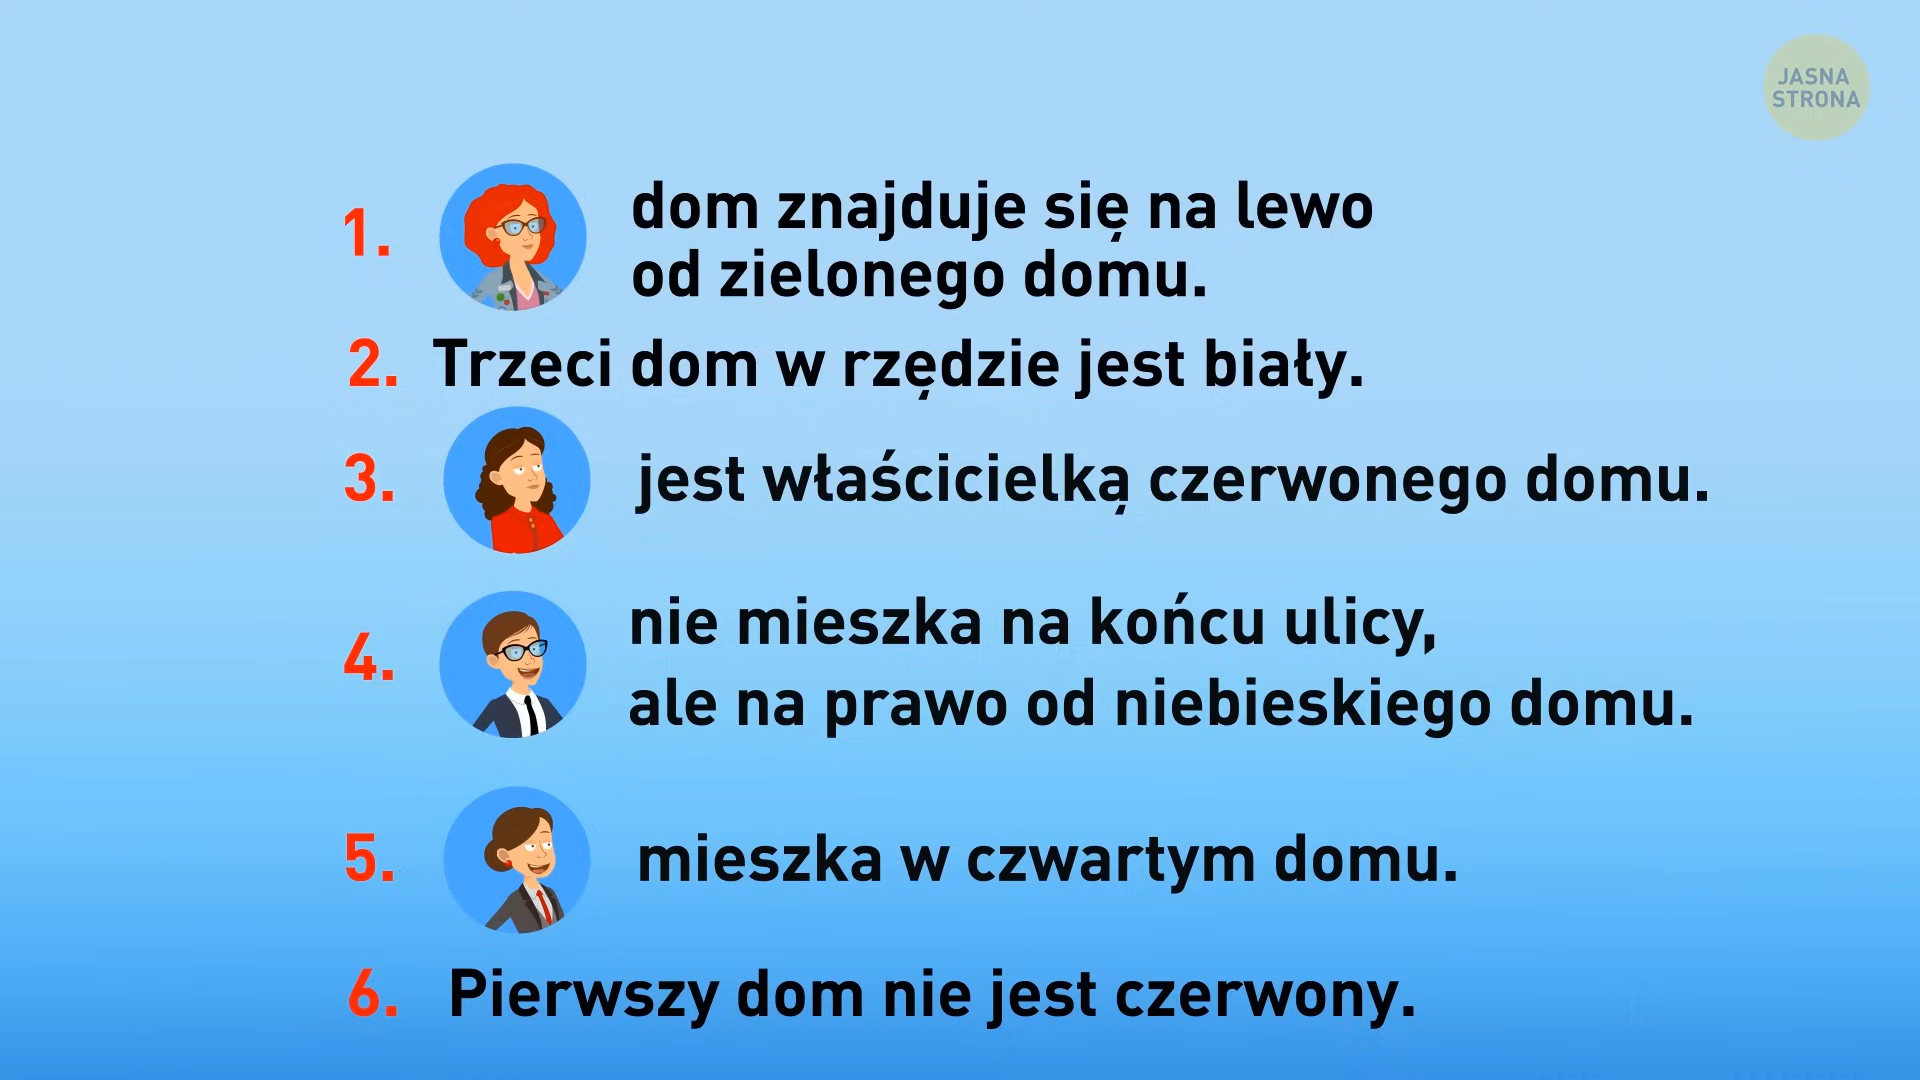 JASNA
STRONA
1. dom znajduje się na lewo
od zielonego domu.
2. Trzeci dom w rzędzie jest biały.
3. jest właścicielką czerwonego domu.
4. nie mieszka na końcu ulicy,
ale na prawo od niebieskiego domu.
5. mieszka w czwartym domu.
6. Pierwszy dom nie jest czerwony.